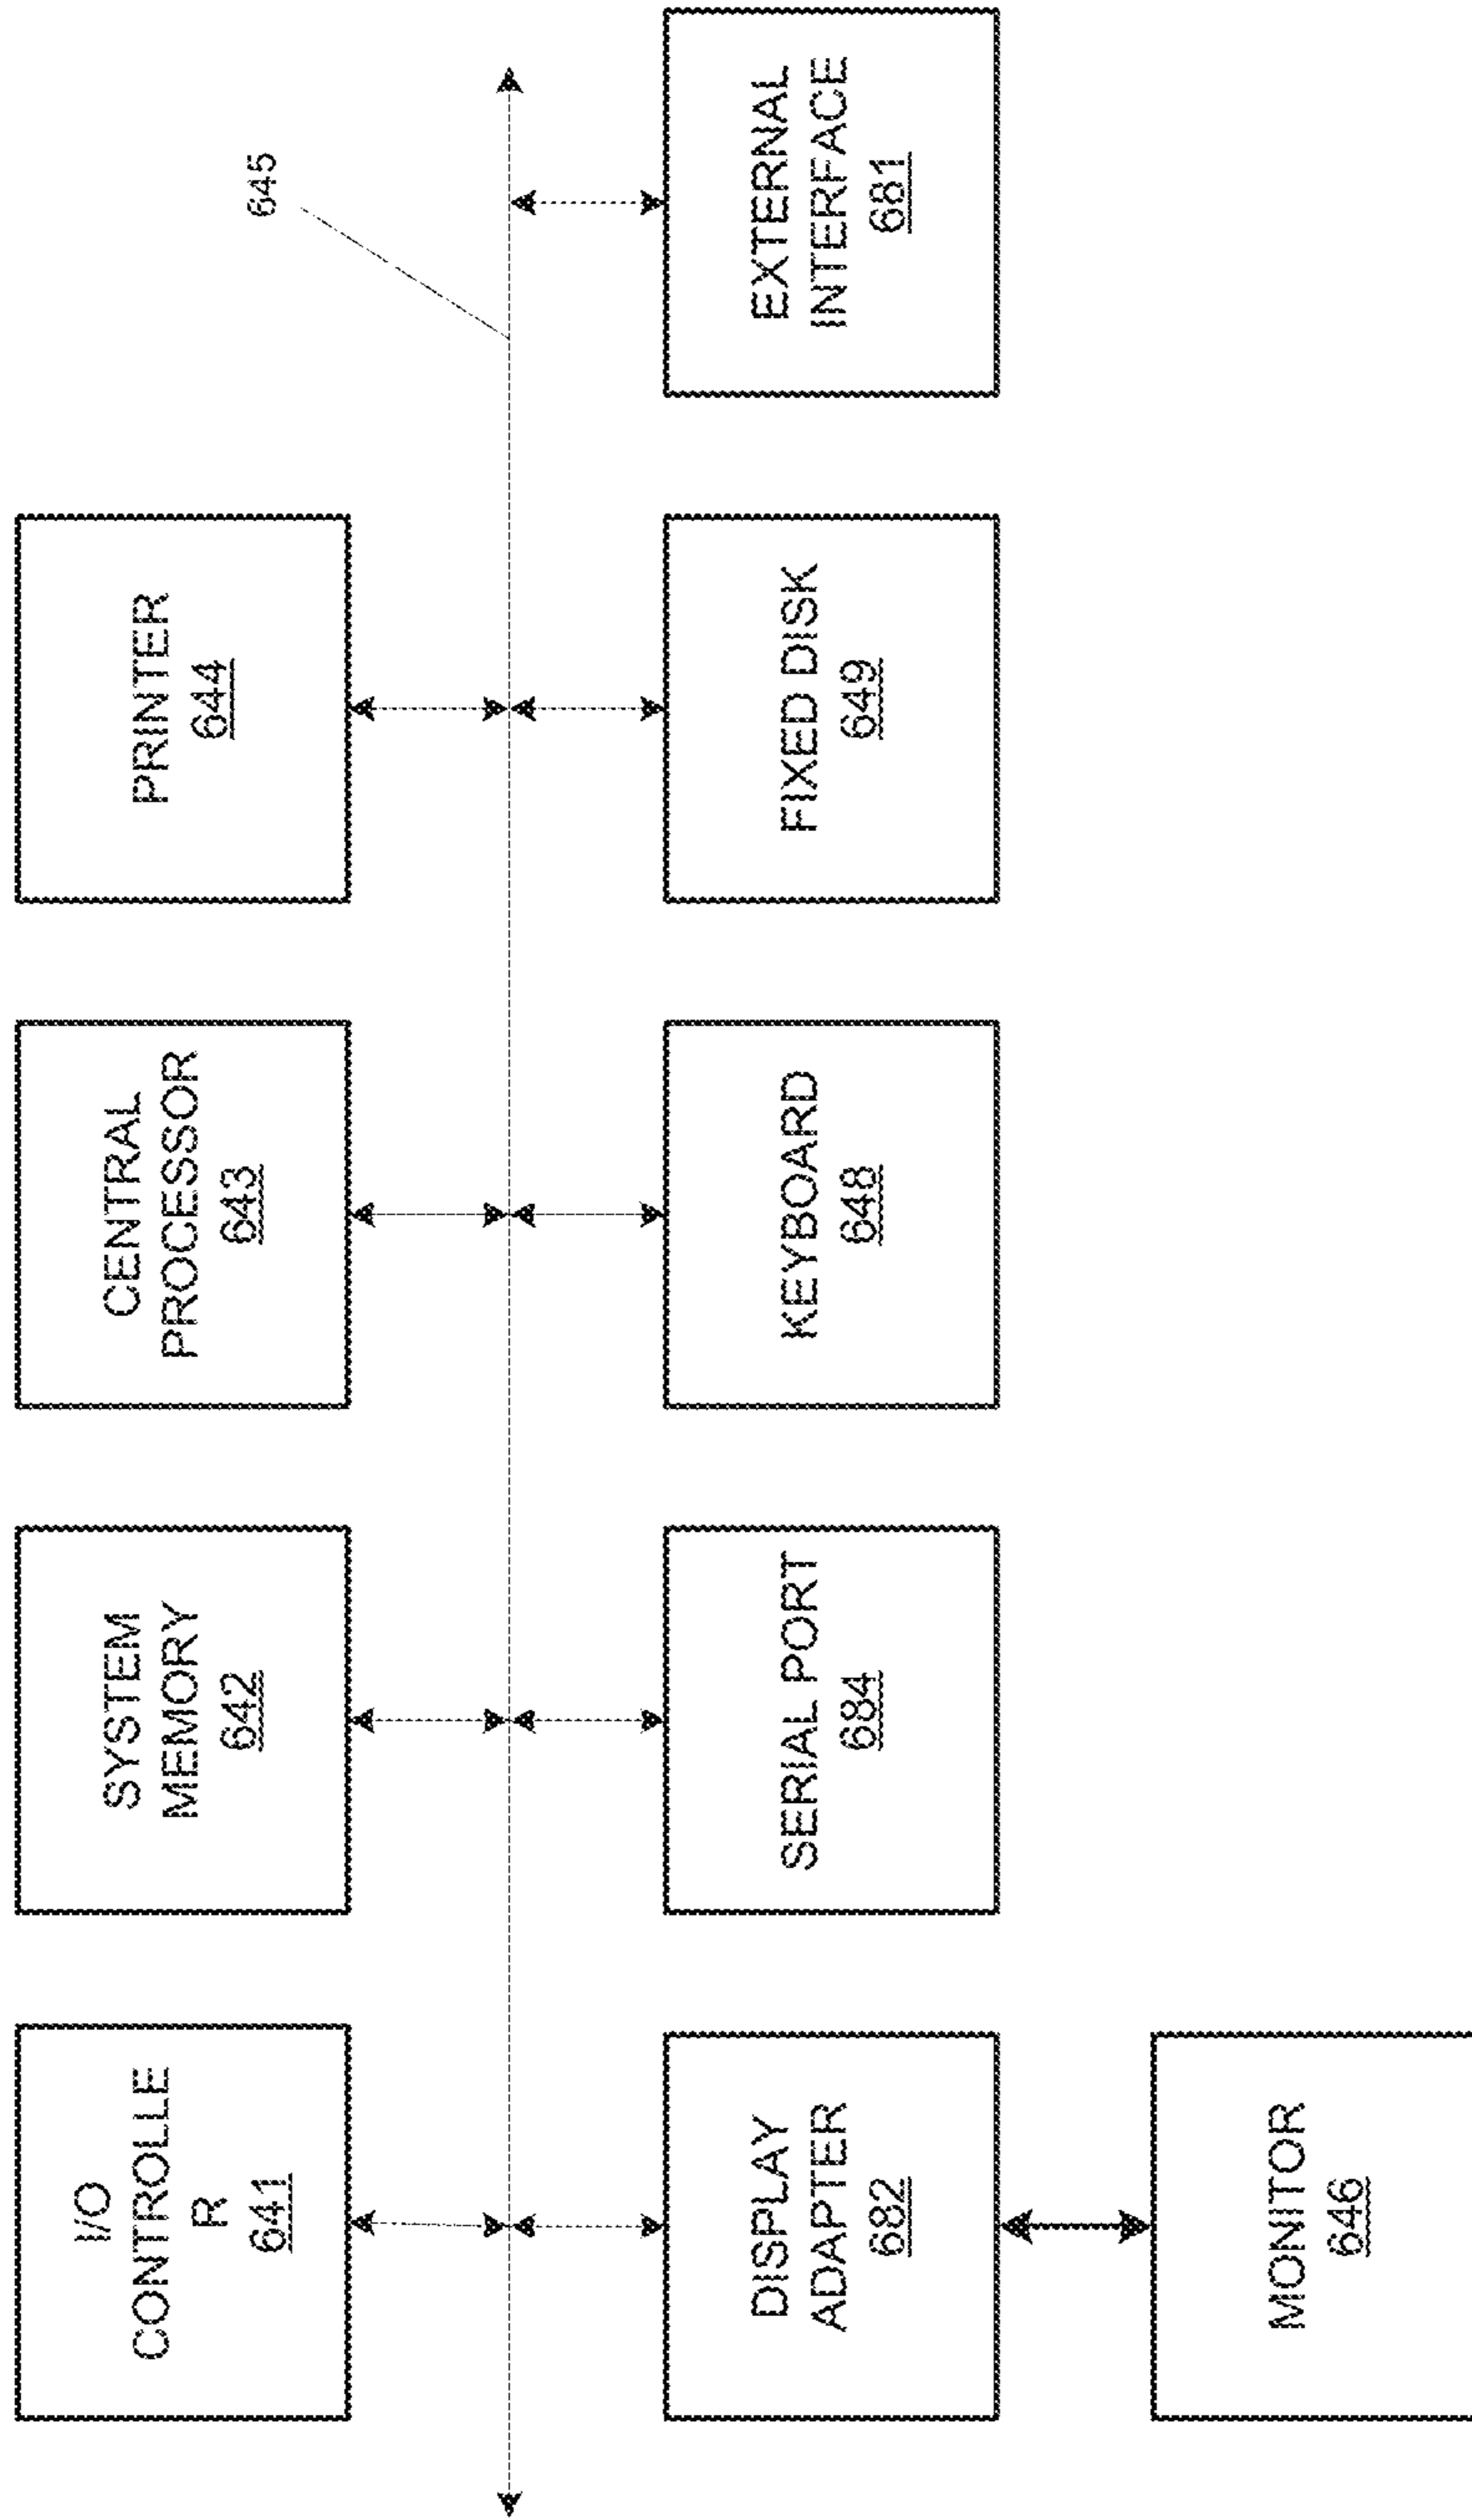 I/O
CONTROLLE
R
641
SYSTEM
MEMORY
642
CENTRAL
PROCESSOR
643
PRINTER
644
645
DISPLAY
ADAPTER
682
SERIAL PORT
684
KEYBOARD
648
FIXED DISK
649
EXTERNAL
INTERFACE
681
MONITOR
646